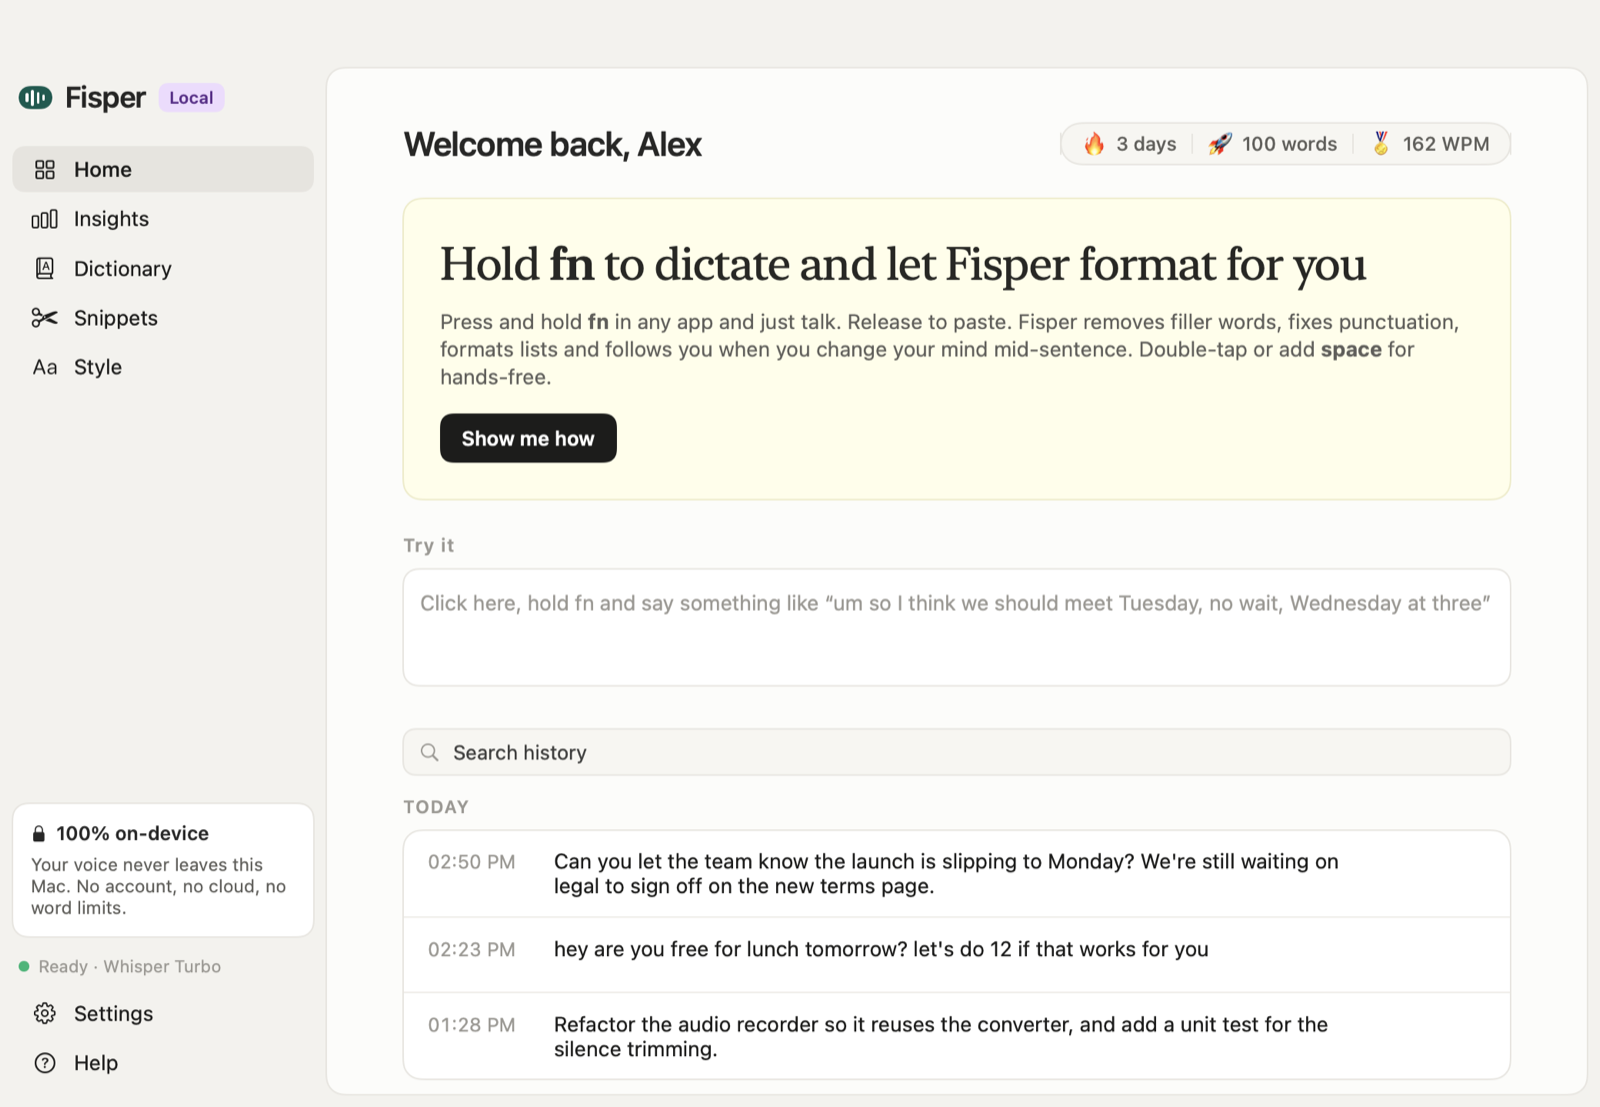 Fisper Local
Home
Insights
Dictionary
Snippets
Aa Style
100% on-device
Your voice never leaves this
Mac. No account, no cloud, no
word limits.
Ready · Whisper Turbo
Settings
Help
Welcome back, Alex
3 days
100 words
162 WPM
Hold fn to dictate and let Fisper format for you
Press and hold fn in any app and just talk. Release to paste. Fisper removes filler words, fixes punctuation,
formats lists and follows you when you change your mind mid-sentence. Double-tap or add space for
hands-free.
Show me how
Try it
Click here, hold fn and say something like “um so I think we should meet Tuesday, no wait, Wednesday at three”
Search history
TODAY
02:50 PM
Can you let the team know the launch is slipping to Monday? We're still waiting on
legal to sign off on the new terms page.
02:23 PM
hey are you free for lunch tomorrow? let's do 12 if that works for you
01:28 PM
Refactor the audio recorder so it reuses the converter, and add a unit test for the
silence trimming.